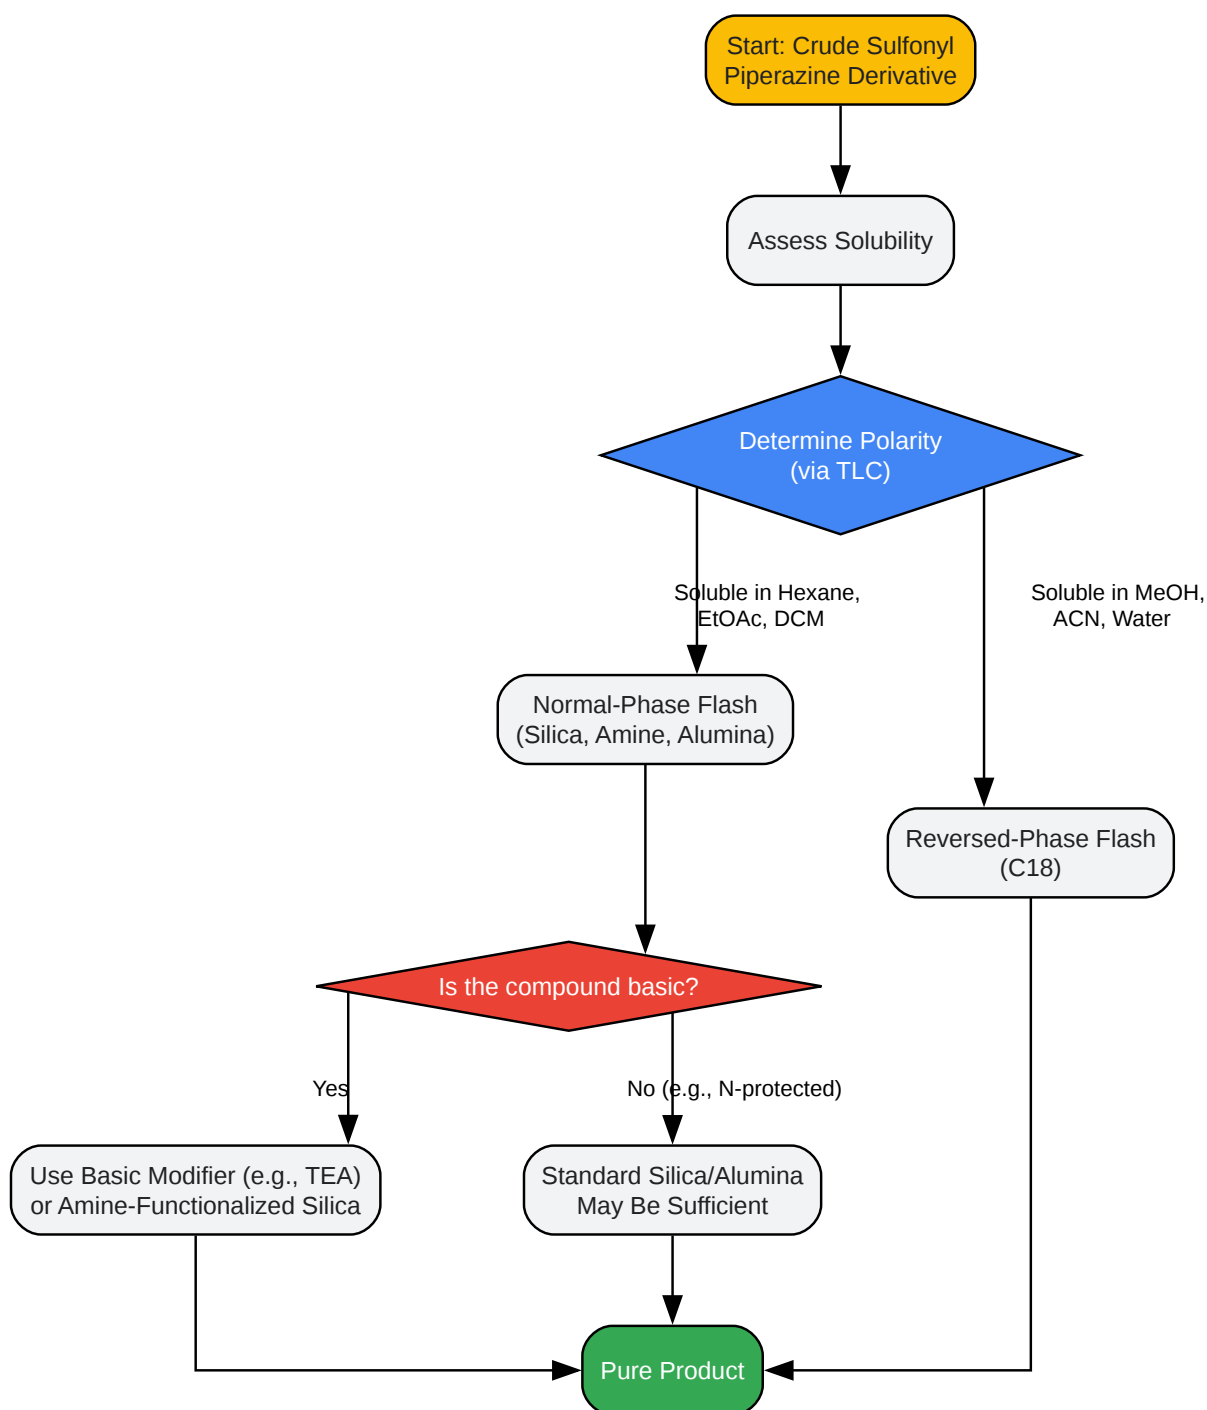 Start: Crude Sulfonyl
Piperazine Derivative
Assess Solubility
Determine Polarity
(via TLC)
Soluble in Hexane,
EtOAc, DCM
Soluble in MeOH,
ACN, Water
Normal-Phase Flash
(Silica, Amine, Alumina)
Reversed-Phase Flash
(C18)
Is the compound basic?
Yes
No (e.g., N-protected)
Use Basic Modifier (e.g., TEA)
or Amine-Functionalized Silica
Standard Silica/Alumina
May Be Sufficient
Pure Product